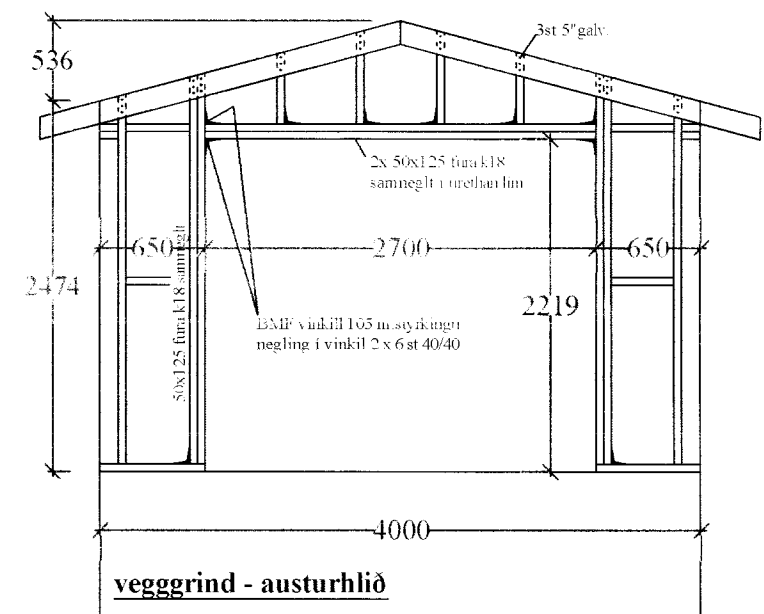 3st 5"galv.
536
2x 50x125 fura k18
samneglt í urethan lím
650
2700
650
2474
50x125 fura k18 samneglt
2219
BMF vinkill 105 m.styrkingu
negling í vinkil 2 x 6 st 40/40
4000
vegggrind - austurhlið